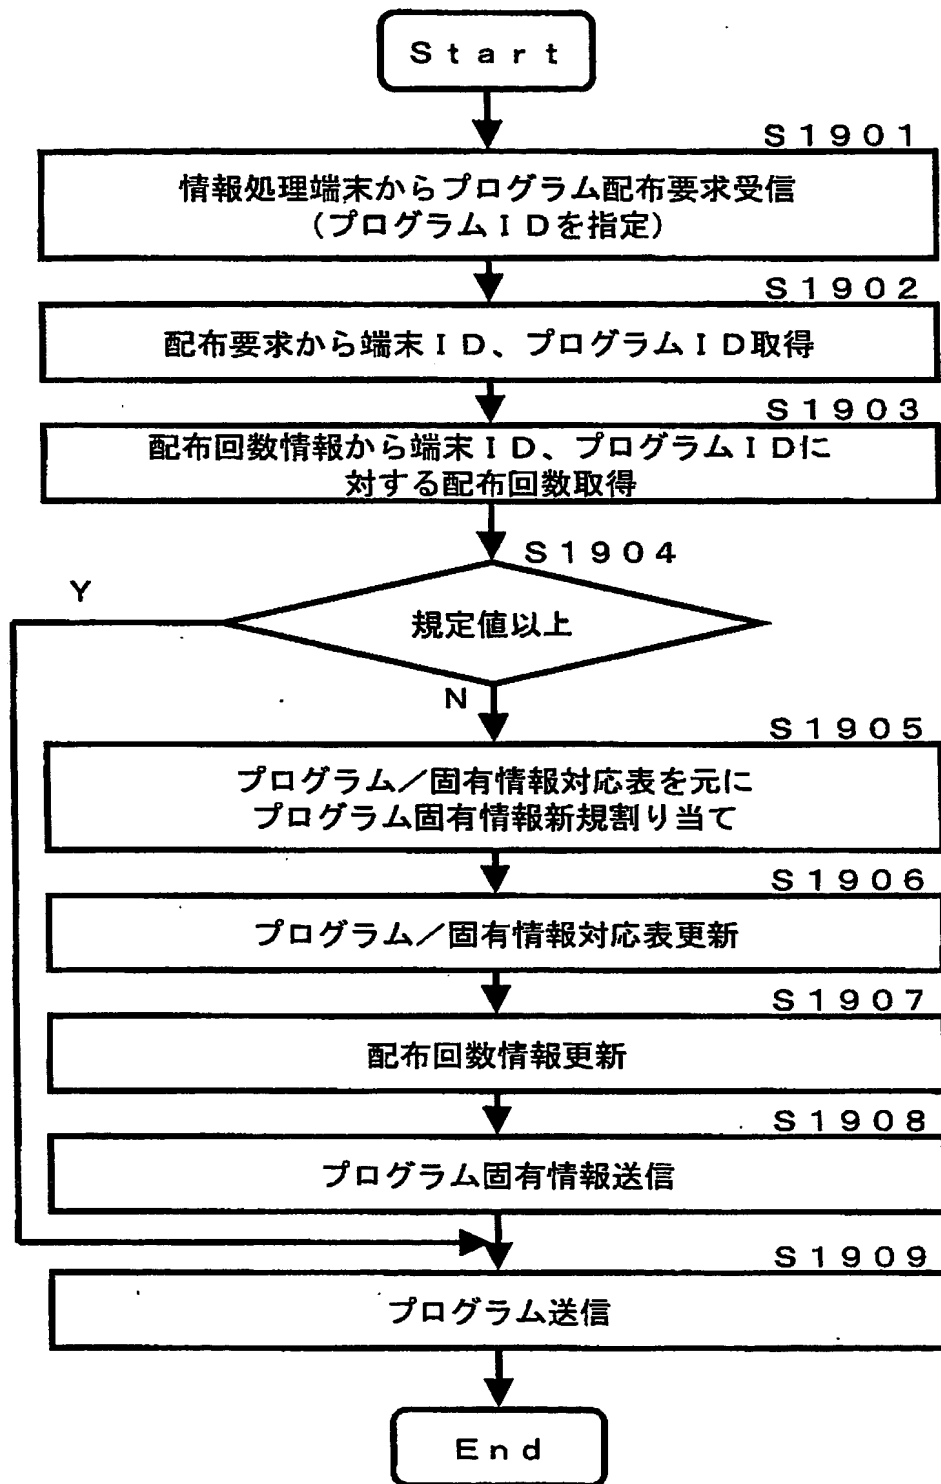 Ｓｔａｒｔ
Ｓ１９０１
情報処理端末からプログラム配布要求受信
（プログラムＩＤを指定）
Ｓ１９０２
配布要求から端末ＩＤ、プログラムＩＤ取得
Ｓ１９０３
配布回数情報から端末ＩＤ、プログラムＩＤに
対する配布回数取得
Ｓ１９０４
Ｙ
規定値以上
Ｎ
Ｓ１９０５
プログラム／固有情報対応表を元に
プログラム固有情報新規割り当て
Ｓ１９０６
プログラム／固有情報対応表更新
Ｓ１９０７
配布回数情報更新
Ｓ１９０８
プログラム固有情報送信
Ｓ１９０９
プログラム送信
Ｅｎｄ